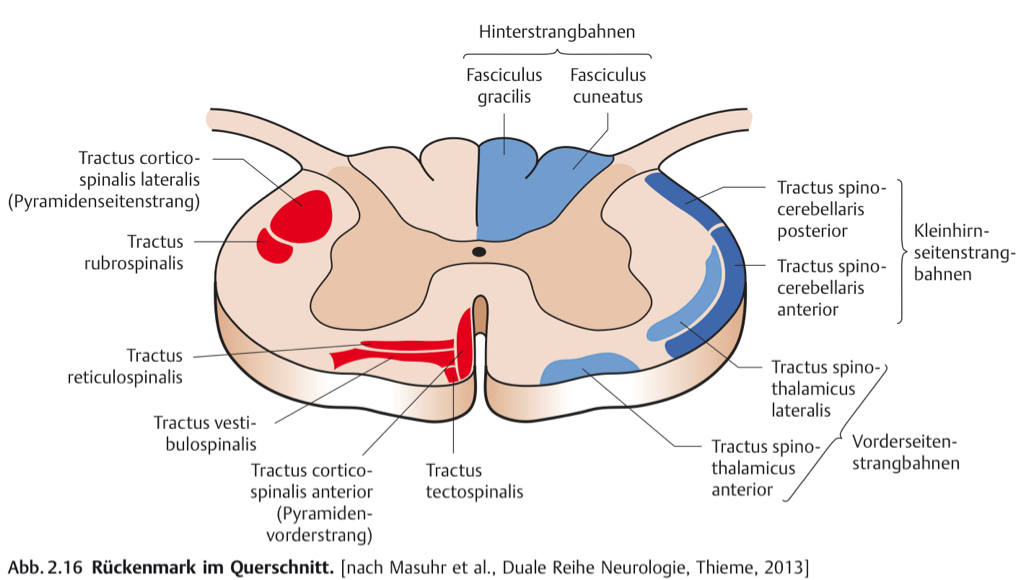 Hinterstrangbahnen
Fasciculus
gracilis
Fasciculus
cuneatus
Tractus cortico-
spinalis lateralis
(Pyramidenseitenstrang)
Tractus
rubrospinalis
Tractus
reticulospinalis
Tractus vesti-
bulospinalis
Tractus cortico-
spinalis anterior
(Pyramiden-
vorderstrang)
Tractus
tectospinalis
Tractus spino-
cerebellaris
posterior
Tractus spino-
cerebellaris
anterior
Kleinhirn-
seitenstrang-
bahnen
Tractus spino-
thalamicus
lateralis
Tractus spino-
thalamicus
anterior
Vorderseiten-
strangbahnen
Abb. 2.16 Rückenmark im Querschnitt. [nach Masuhr et al., Duale Reihe Neurologie, Thieme, 2013]